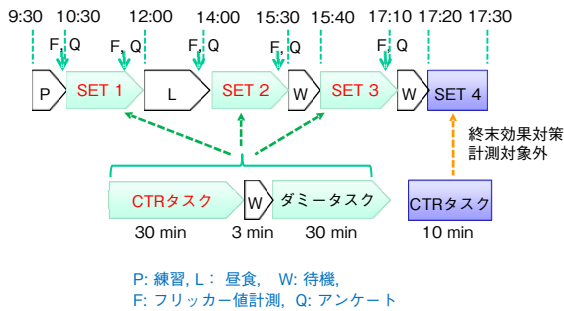 9:30 10:30 12:00 14:00 15:30 15:40 17:10 17:20 17:30
F, Q F, Q F, Q F, Q F, Q
P SET 1 L SET 2 W SET 3 W SET 4
終末効果対策
計測対象外
CTRタスク W ダミータスク CTRタスク
30 min 3 min 30 min 10 min
P: 練習, L: 昼食, W: 待機,
F: フリッカー値計測, Q: アンケート